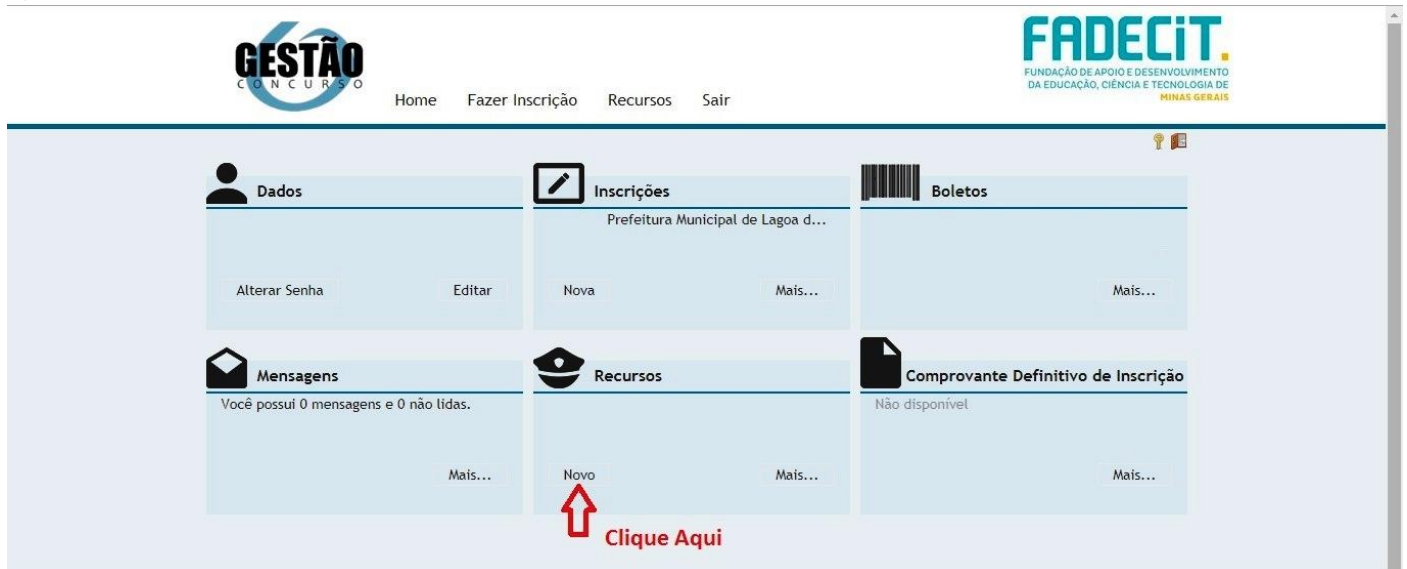 GESTÃO
CONCURSO
Home Fazer Inscrição Recursos Sair
FADECiT.
FUNDAÇÃO DE APOIO E DESENVOLVIMENTO
DA EDUCAÇÃO, CIÊNCIA E TECNOLOGIA DE
MINAS GERAIS
Dados
Alterar Senha Editar
Inscrições
Prefeitura Municipal de Lagoa d...
Nova Mais...
Boletos
Mais...
Mensagens
Você possui 0 mensagens e 0 não lidas.
Mais...
Recursos
Novo Mais...
Clique Aqui
Comprovante Definitivo de Inscrição
Não disponível
Mais...